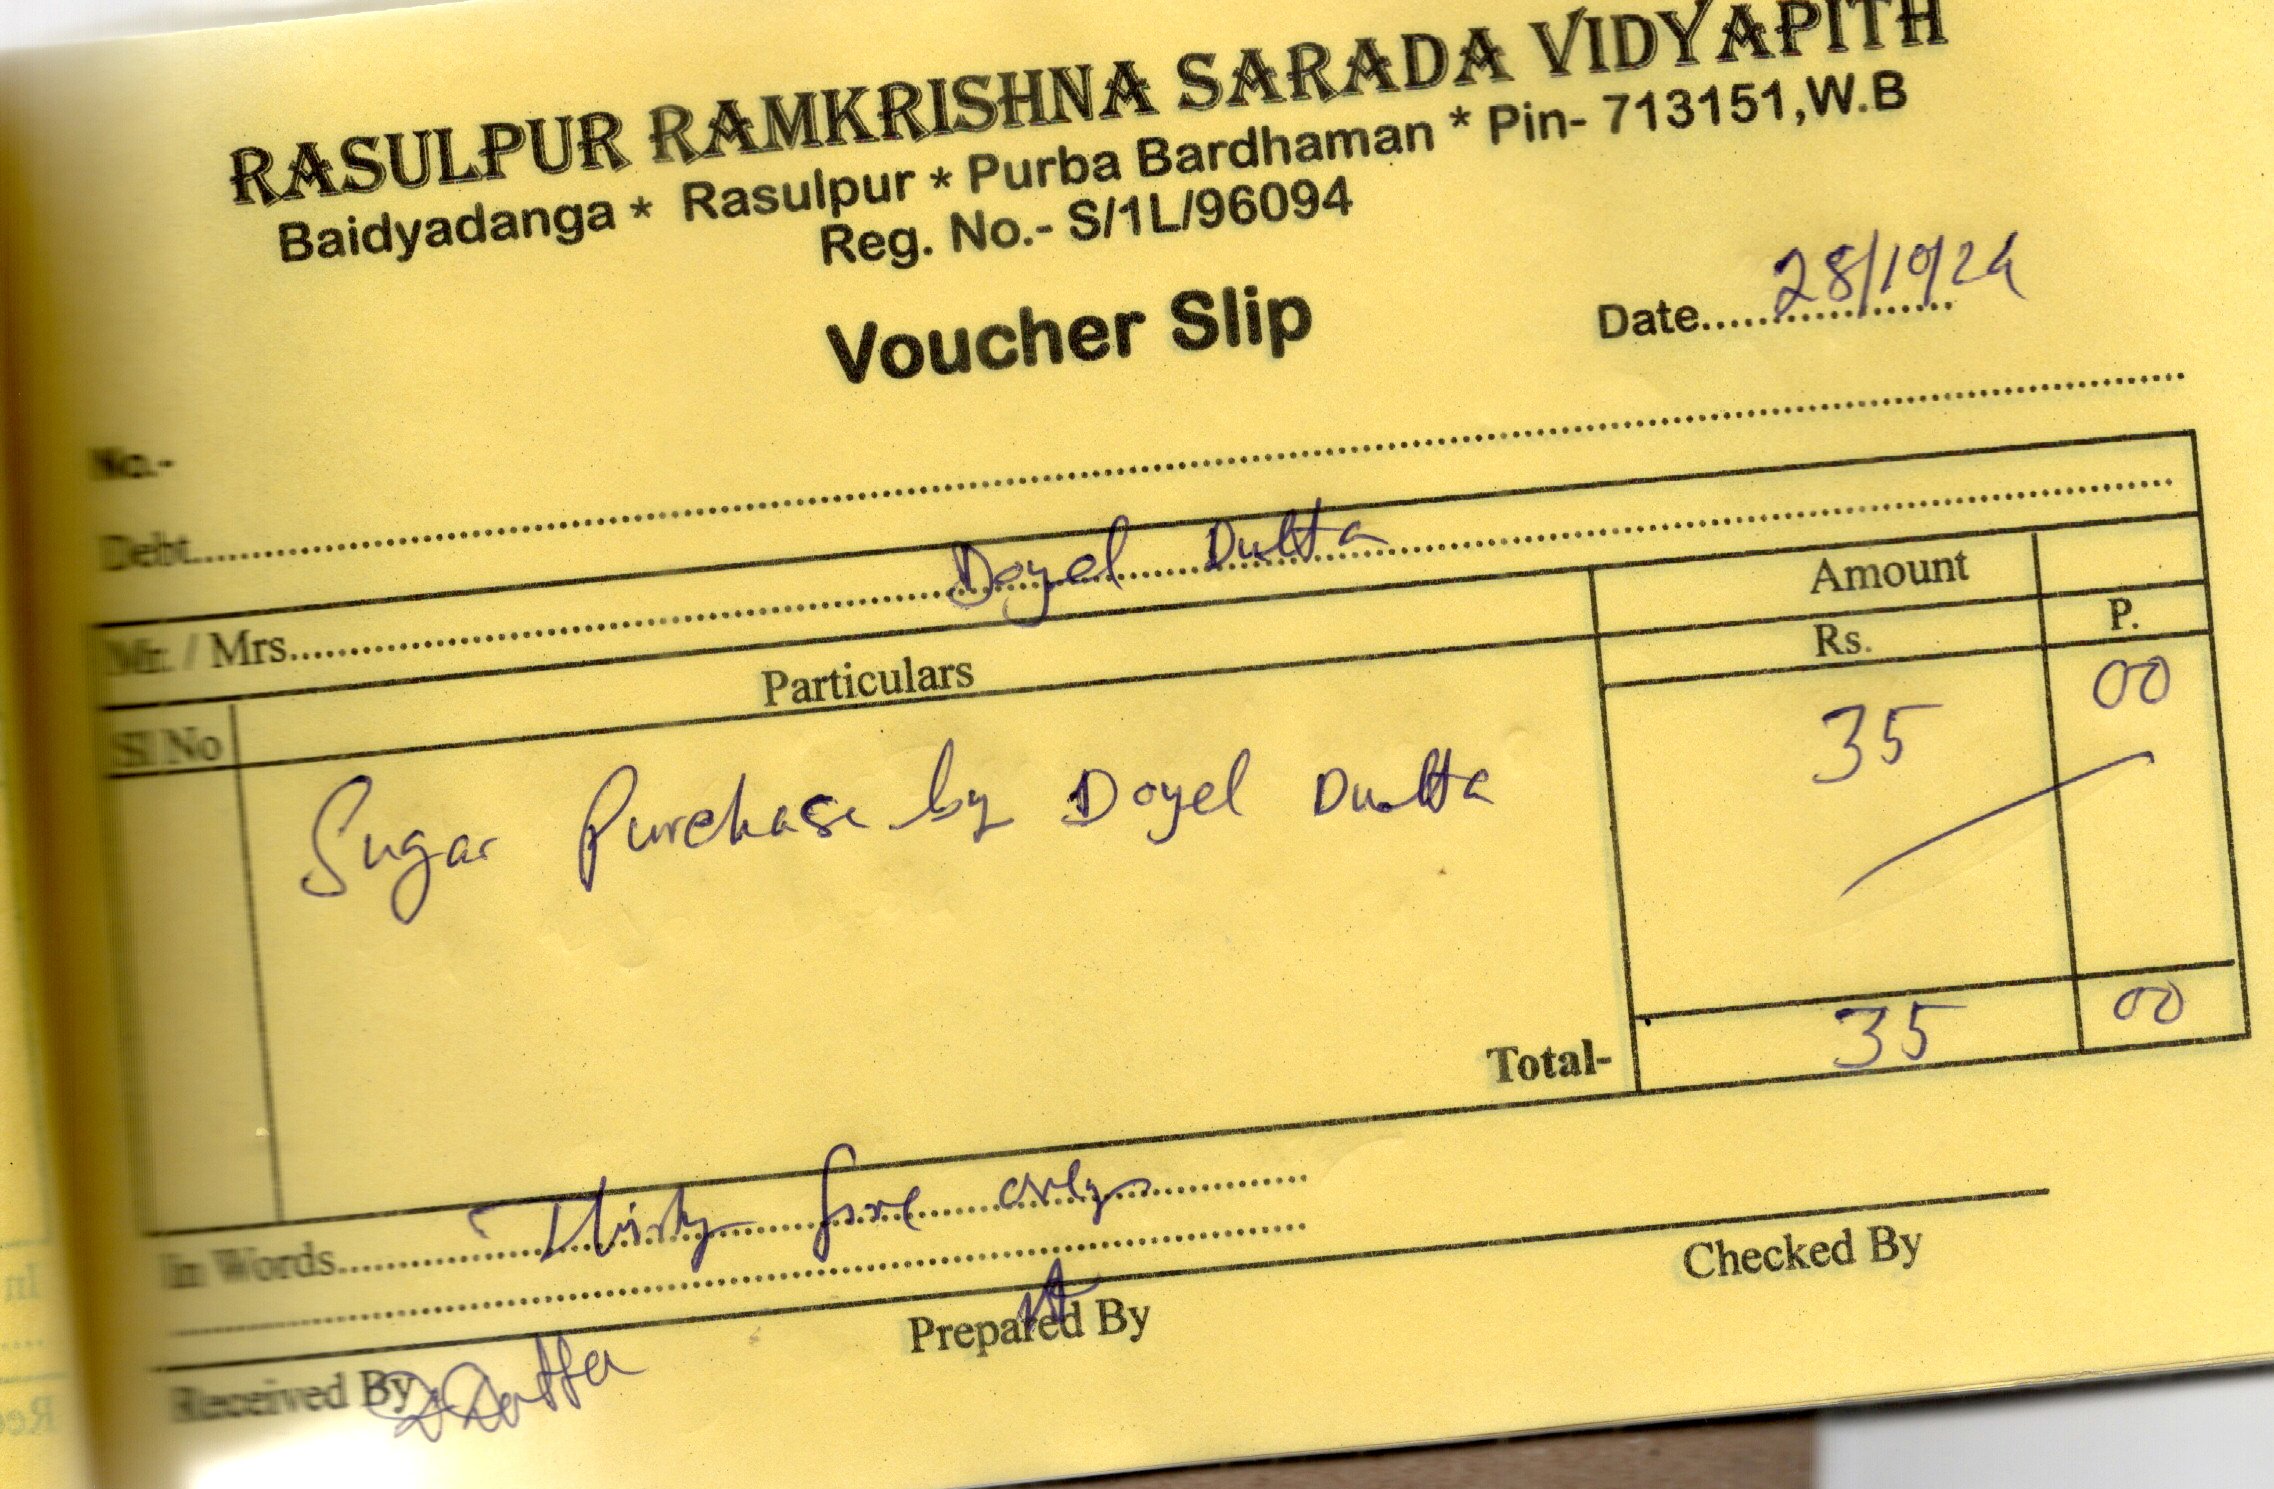 RASULPUR RAMKRISHNA SARADA VIDYAPITH
Baidyadanga * Rasulpur * Purba Bardhaman * Pin- 713151,W.B
Reg. No.- S/1L/96094
Voucher Slip
Date.................. 28/10/24
No.-
Debt
Mr. / Mrs. Doyel Dutta
Sl No Particulars Amount
Rs. P.
Sugar Purchase by Doyel Dutta 35 00
Total- 35 00
In Words Thirty five only
Received By Prepared By Checked By
D Dutta